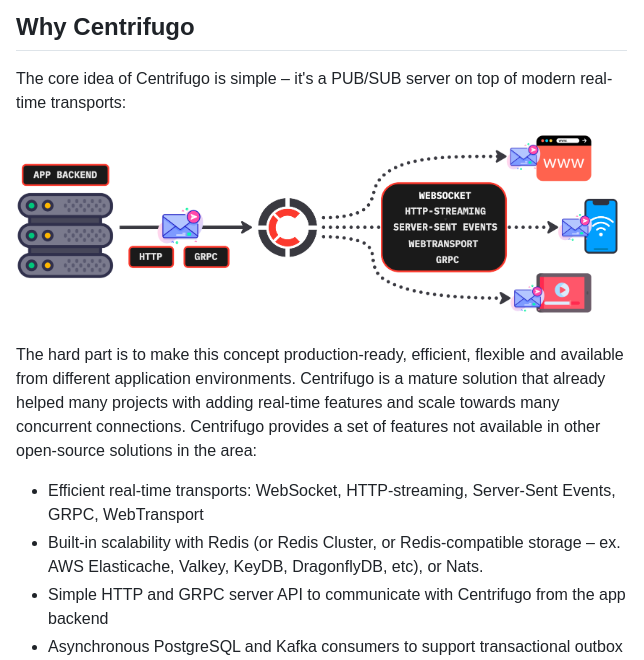 Why Centrifugo
The core idea of Centrifugo is simple – it's a PUB/SUB server on top of modern real-
time transports:
APP BACKEND
HTTP
GRPC
WEBSOCKET
HTTP-STREAMING
SERVER-SENT EVENTS
WEBTRANSPORT
GRPC
WWW
The hard part is to make this concept production-ready, efficient, flexible and available
from different application environments. Centrifugo is a mature solution that already
helped many projects with adding real-time features and scale towards many
concurrent connections. Centrifugo provides a set of features not available in other
open-source solutions in the area:
• Efficient real-time transports: WebSocket, HTTP-streaming, Server-Sent Events,
GRPC, WebTransport
• Built-in scalability with Redis (or Redis Cluster, or Redis-compatible storage – ex.
AWS Elasticache, Valkey, KeyDB, DragonflyDB, etc), or Nats.
• Simple HTTP and GRPC server API to communicate with Centrifugo from the app
backend
• Asynchronous PostgreSQL and Kafka consumers to support transactional outbox